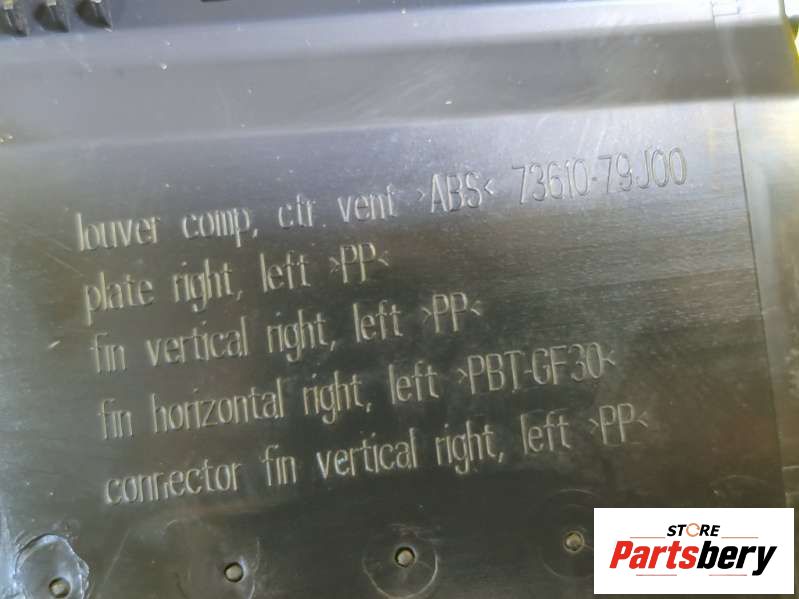 louver comp, ctr vent >ABS< 73610-79J00
plate right, left >PP<
fin vertical right, left >PP<
fin horizontal right, left >PBT-GF30<
connector fin vertical right, left >PP<
STORE
Partsbery